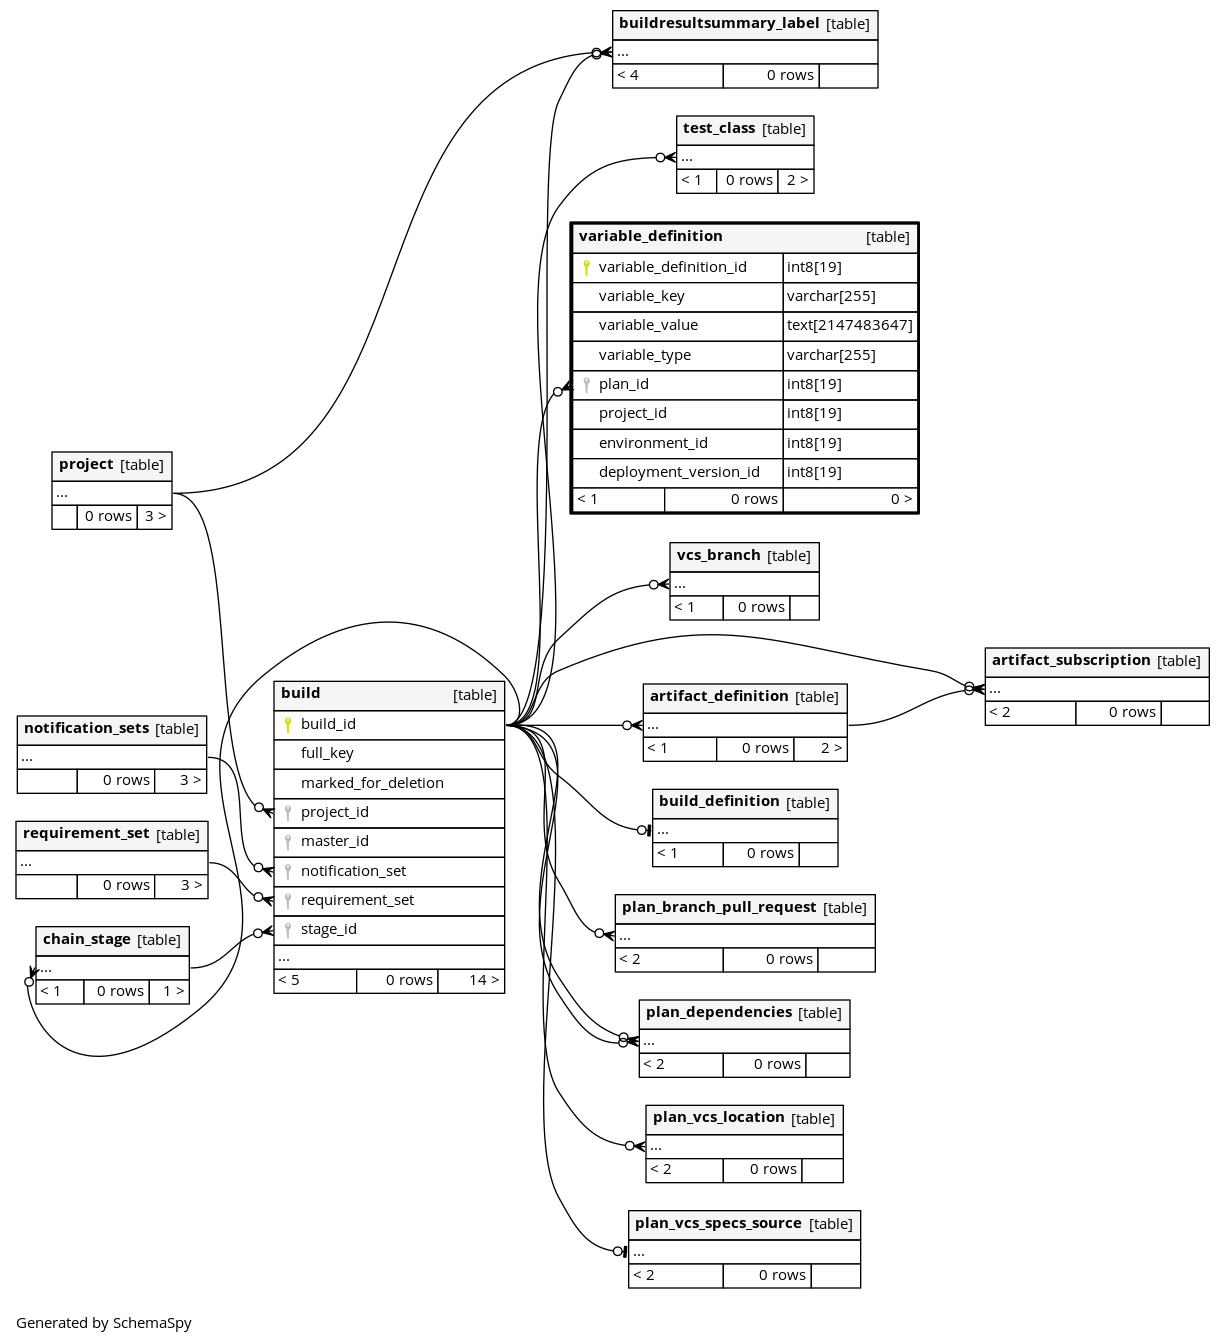 buildresultsummary_label [table]
...
< 4 0 rows
test_class [table]
...
< 1 0 rows 2 >
variable_definition [table]
variable_definition_id int8[19]
variable_key varchar[255]
variable_value text[2147483647]
variable_type varchar[255]
plan_id int8[19]
project_id int8[19]
environment_id int8[19]
deployment_version_id int8[19]
< 1 0 rows 0 >
project [table]
...
0 rows 3 >
vcs_branch [table]
...
< 1 0 rows
artifact_subscription [table]
...
< 2 0 rows
build [table]
build_id
full_key
marked_for_deletion
project_id
master_id
notification_set
requirement_set
stage_id
...
< 5 0 rows 14 >
artifact_definition [table]
...
< 1 0 rows 2 >
notification_sets [table]
...
0 rows 3 >
build_definition [table]
...
< 1 0 rows
requirement_set [table]
...
0 rows 3 >
plan_branch_pull_request [table]
...
< 2 0 rows
chain_stage [table]
...
< 1 0 rows 1 >
plan_dependencies [table]
...
< 2 0 rows
plan_vcs_location [table]
...
< 2 0 rows
plan_vcs_specs_source [table]
...
< 2 0 rows
Generated by SchemaSpy